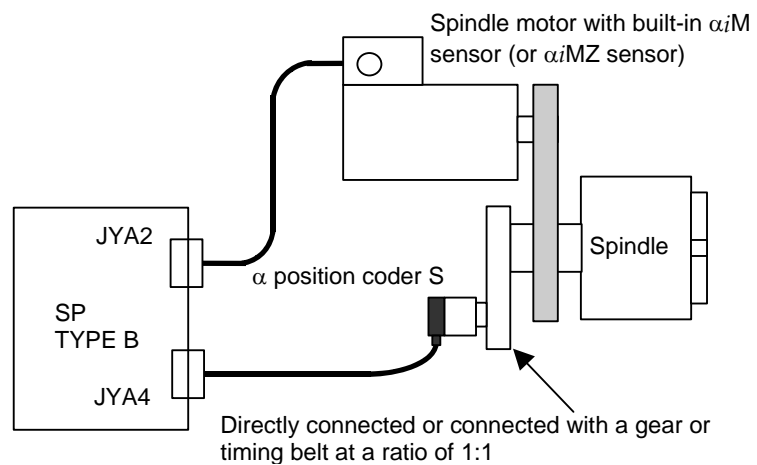 Spindle motor with built-in αiM
sensor (or αiMZ sensor)
JYA2
α position coder S
Spindle
SP
TYPE B
JYA4
Directly connected or connected with a gear or
timing belt at a ratio of 1:1